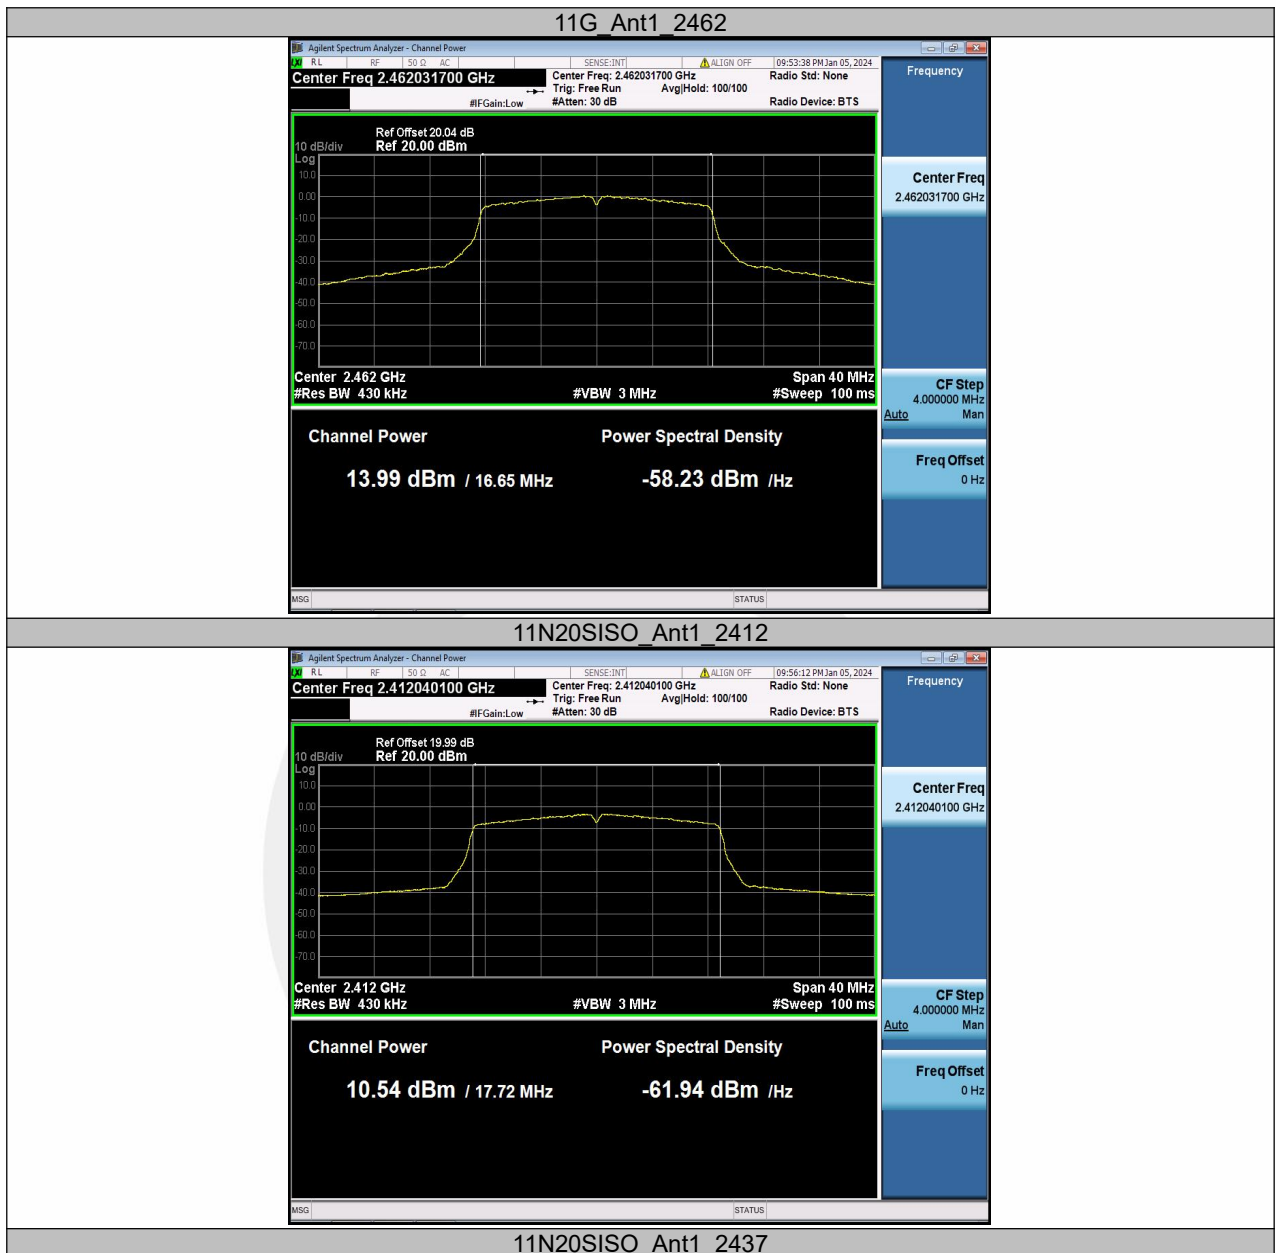 11G_Ant1_2462
Agilent Spectrum Analyzer - Channel Power
LXI RL RF 50 Ω AC SENSE:INT ALIGN OFF 09:53:38 PM Jan 05, 2024
Center Freq 2.462031700 GHz Center Freq: 2.462031700 GHz Radio Std: None Frequency
Trig: Free Run Avg|Hold: 100/100
#IFGain:Low #Atten: 30 dB Radio Device: BTS
Ref Offset 20.04 dB
10 dB/div Ref 20.00 dBm
Log
10.0
Center Freq
0.00
2.462031700 GHz
-10.0
-20.0
-30.0
-40.0
-50.0
-60.0
-70.0
Center 2.462 GHz Span 40 MHz
#Res BW 430 kHz #VBW 3 MHz #Sweep 100 ms
CF Step
4.000000 MHz
Auto Man
Channel Power Power Spectral Density
Freq Offset
0 Hz
13.99 dBm / 16.65 MHz -58.23 dBm /Hz
MSG STATUS
11N20SISO_Ant1_2412
Agilent Spectrum Analyzer - Channel Power
LXI RL RF 50 Ω AC SENSE:INT ALIGN OFF 09:56:12 PM Jan 05, 2024
Center Freq 2.412040100 GHz Center Freq: 2.412040100 GHz Radio Std: None Frequency
Trig: Free Run Avg|Hold: 100/100
#IFGain:Low #Atten: 30 dB Radio Device: BTS
Ref Offset 19.99 dB
10 dB/div Ref 20.00 dBm
Log
10.0
Center Freq
0.00
2.412040100 GHz
-10.0
-20.0
-30.0
-40.0
-50.0
-60.0
-70.0
Center 2.412 GHz Span 40 MHz
#Res BW 430 kHz #VBW 3 MHz #Sweep 100 ms
CF Step
4.000000 MHz
Auto Man
Channel Power Power Spectral Density
Freq Offset
0 Hz
10.54 dBm / 17.72 MHz -61.94 dBm /Hz
MSG STATUS
11N20SISO_Ant1_2437